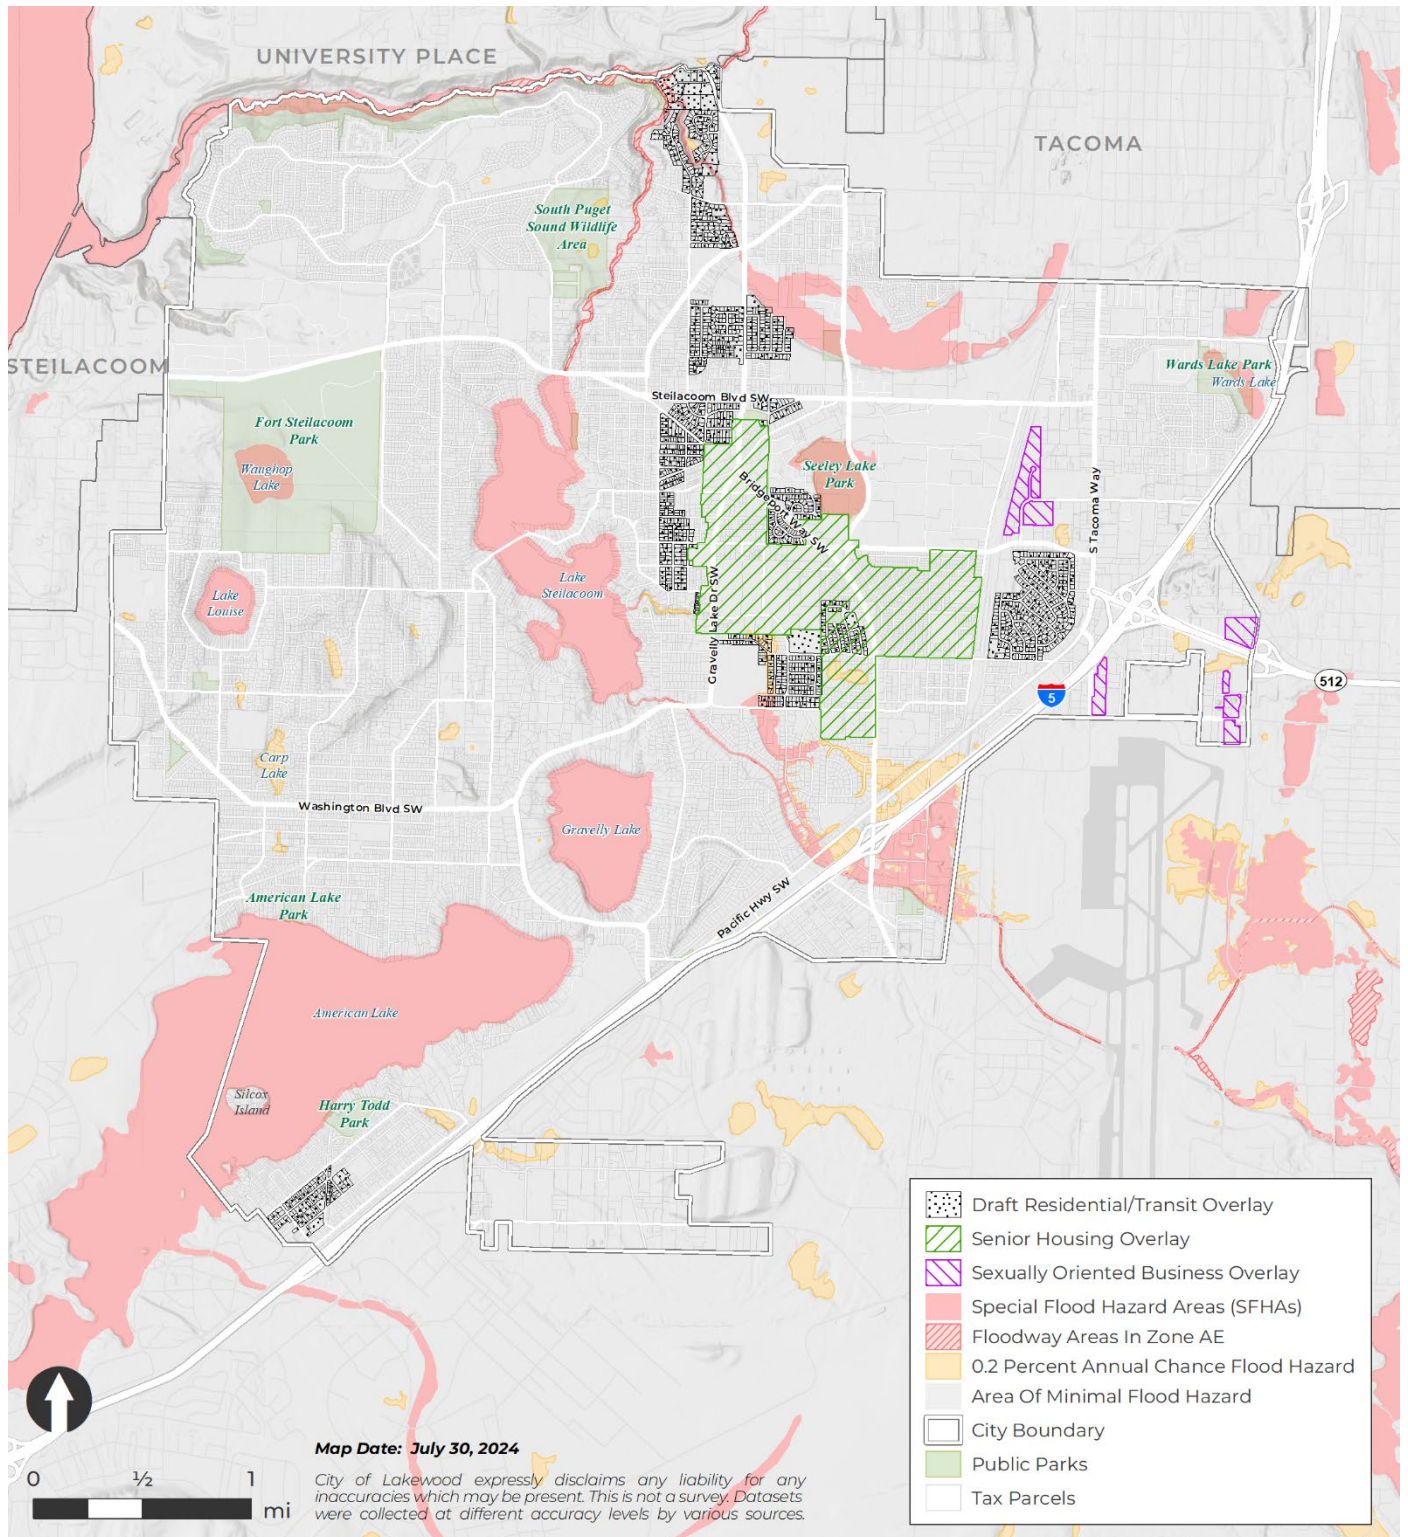 UNIVERSITY PLACE
TACOMA
South Puget
Sound Wildlife
Area
STEILACOOM
Wards Lake Park
Wards Lake
Steilacoom Blvd SW
Fort Steilacoom
Park
Waughop
Lake
Seeley Lake
Park
Bridgeport Way SW
S Tacoma Way
Lake
Louise
Lake
Steilacoom
Gravelly Lake Dr SW
512
5
Carp
Lake
Washington Blvd SW
Gravelly Lake
American Lake
Park
Pacific Hwy SW
American Lake
Silcox
Island
Harry Todd
Park
Draft Residential/Transit Overlay
Senior Housing Overlay
Sexually Oriented Business Overlay
Special Flood Hazard Areas (SFHAs)
Floodway Areas In Zone AE
0.2 Percent Annual Chance Flood Hazard
Area Of Minimal Flood Hazard
City Boundary
Public Parks
Tax Parcels
Map Date: July 30, 2024
City of Lakewood expressly disclaims any liability for any
inaccuracies which may be present. This is not a survey. Datasets
were collected at different accuracy levels by various sources.
0 ½ 1
mi